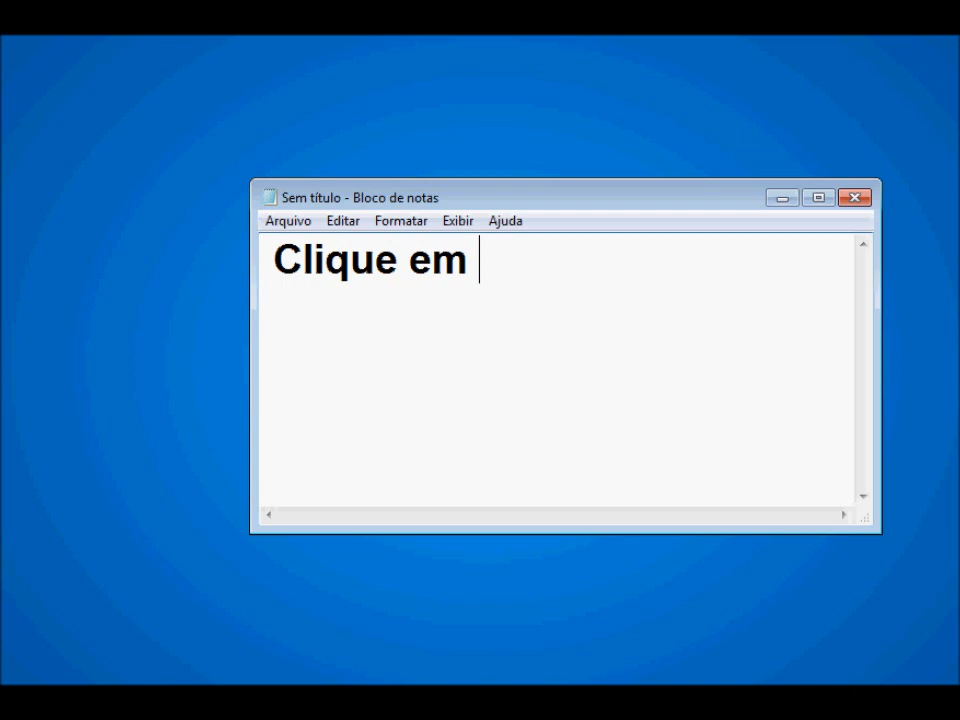 Sem título - Bloco de notas
Arquivo Editar Formatar Exibir Ajuda
Clique em